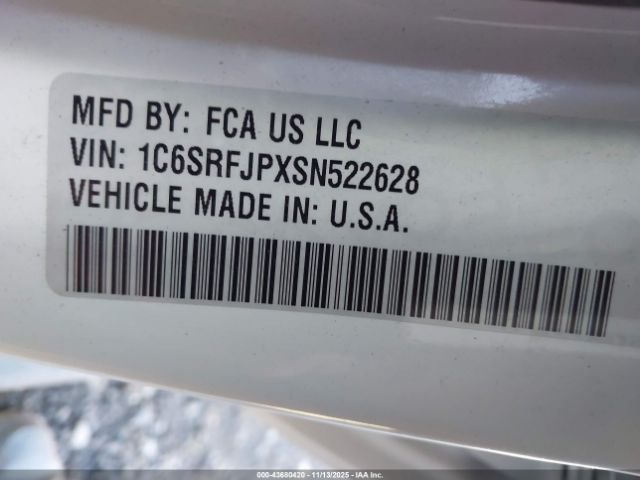 MFD BY: FCA US LLC
VIN: 1C6SRFJPXSN522628
VEHICLE MADE IN: U.S.A.
000-43680420 - 11/13/2025 - IAA Inc.